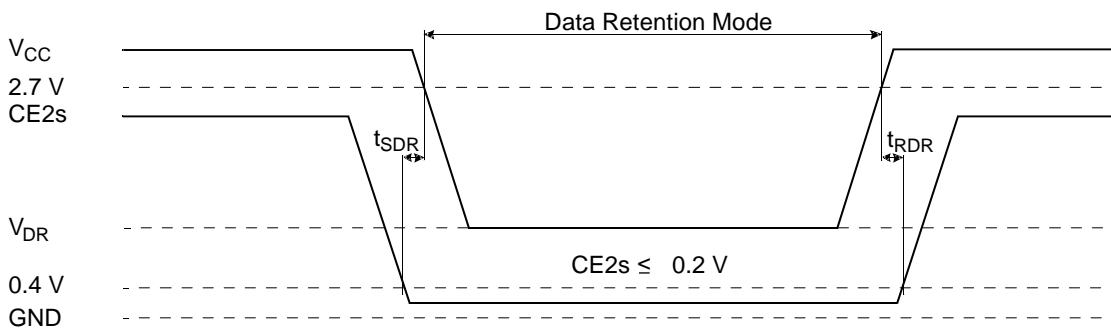 Data Retention Mode
VCC
2.7 V
CE2s
tSDR
tRDR
VDR
CE2s ≤ 0.2 V
0.4 V
GND